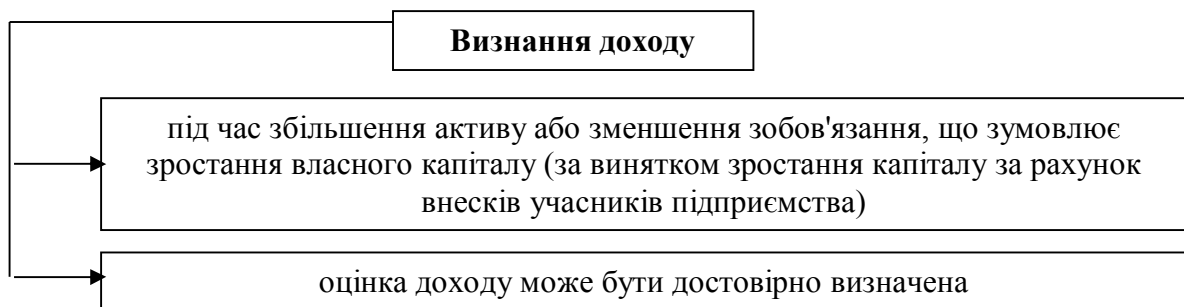 Визнання доходу
під час збільшення активу або зменшення зобов'язання, що зумовлює
зростання власного капіталу (за винятком зростання капіталу за рахунок
внесків учасників підприємства)
оцінка доходу може бути достовірно визначена